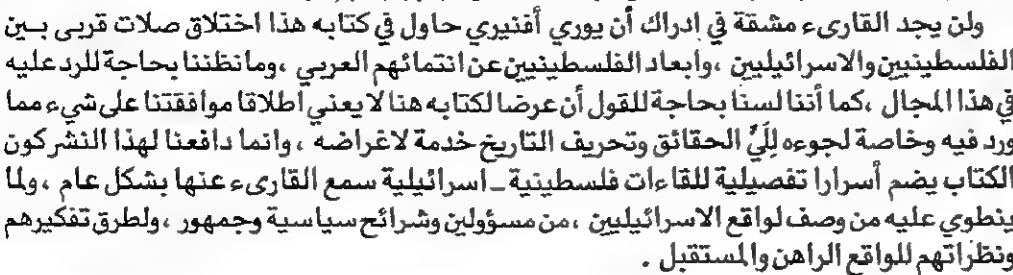 ولن يجد القارىء مشقة في ادراك أن يوري أفنيري حاول في كتابه هذا اختلاق صلات قربى بين
الفلسطينيين والاسرائيليين ، وابعاد الفلسطينيين عن انتمائهم العربي ، وما نظننا بحاجة للرد عليه
في هذا المجال ، كما أننا لسنا بحاجة للقول أن عرضا لكتابه هنا لا يعني اطلاقا موافقتنا على شيء مما
ورد فيه وخاصة لجوءه لِلَيِّ الحقائق وتحريف التاريخ خدمة لاغراضه ، وانما دافعنا لهذا النشر كون
الكتاب يضم أسرارا تفصيلية للقاءات فلسطينية ـ اسرائيلية سمع القارىء عنها بشكل عام ، ولما
ينطوي عليه من وصف لواقع الاسرائيليين ، من مسؤولين وشرائح سياسية وجمهور ، ولطرق تفكيرهم
ونظراتهم للواقع الراهن والمستقبل .